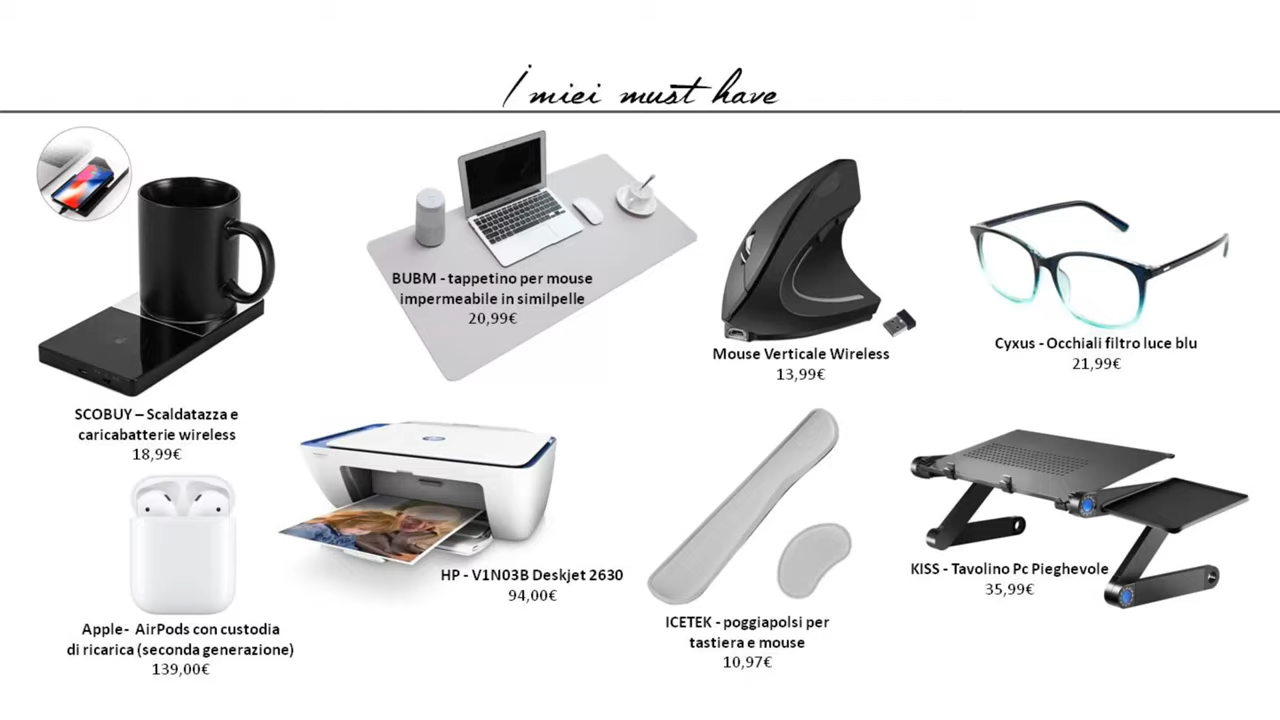 I miei must have
BUBM - tappetino per mouse
impermeabile in similpelle
20,99€
Mouse Verticale Wireless
13,99€
Cyxus - Occhiali filtro luce blu
21,99€
SCOBUY – Scaldatazza e
caricabatterie wireless
18,99€
HP - V1N03B Deskjet 2630
94,00€
KISS - Tavolino Pc Pieghevole
35,99€
Apple- AirPods con custodia
di ricarica (seconda generazione)
139,00€
ICETEK - poggiapolsi per
tastiera e mouse
10,97€